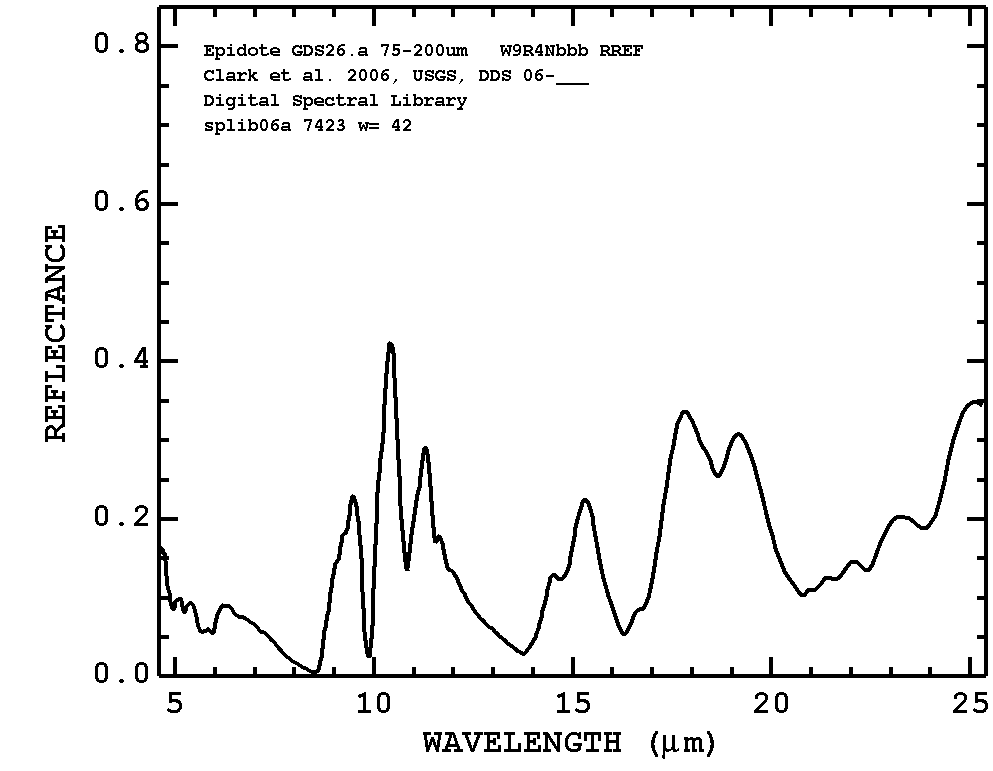 Epidote GDS26.a 75-200um W9R4Nbbb RREF
Clark et al. 2006, USGS, DDS 06-___
Digital Spectral Library
splib06a 7423 w= 42
REFLECTANCE
0.8
0.6
0.4
0.2
0.0
5 10 15 20 25
WAVELENGTH (μm)